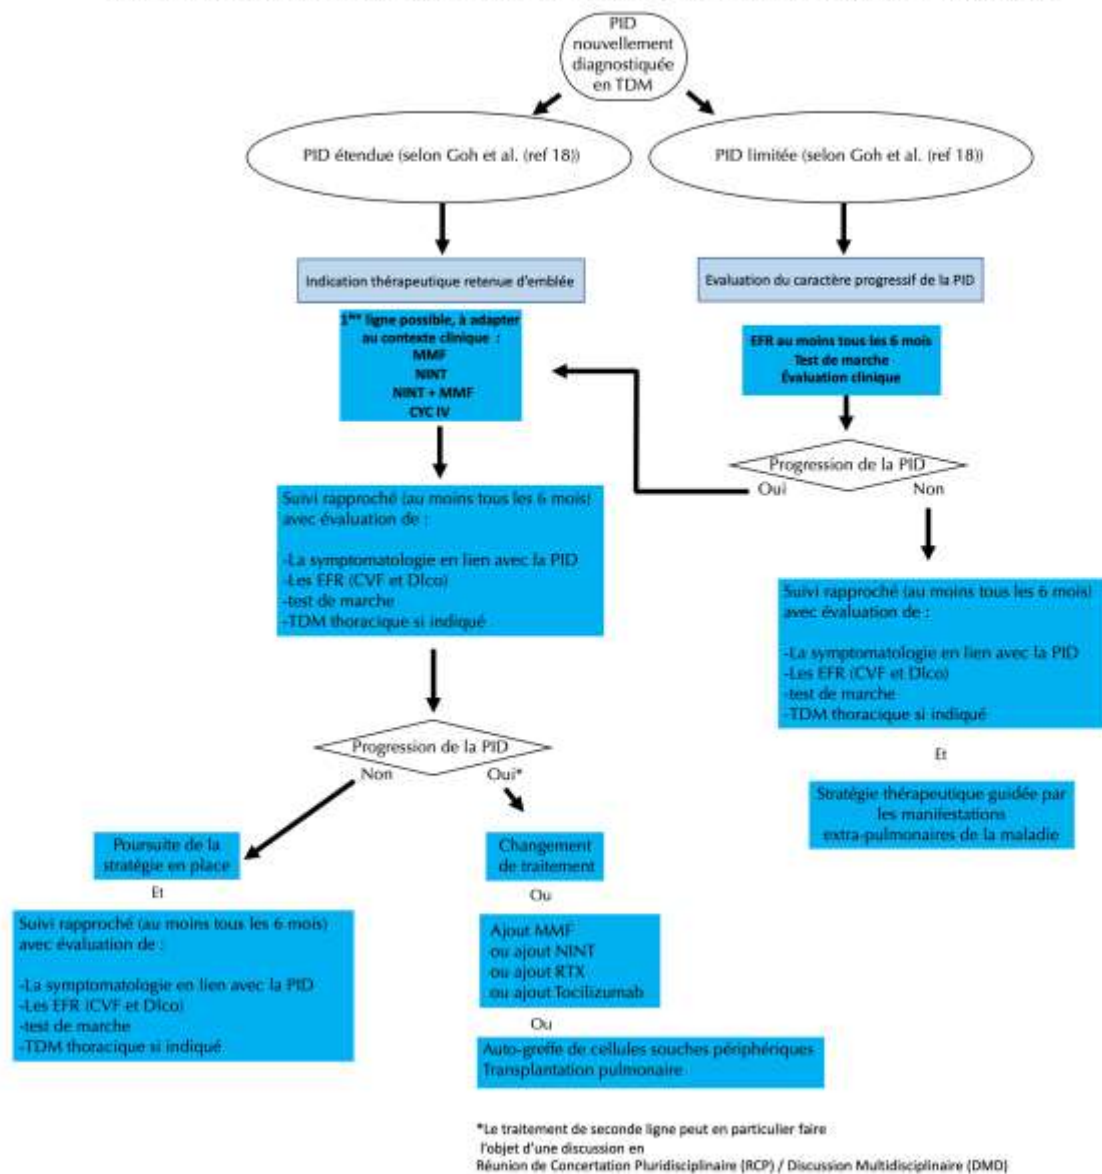 PID
nouvellement
diagnostiquée
en TDM
PID étendue (selon Goh et al. (ref 18))
PID limitée (selon Goh et al. (ref 18))
Indication thérapeutique retenue d'emblée
Evaluation du caractère progressif de la PID
1ère ligne possible, à adapter
au contexte clinique :
MMF
NINT
NINT + MMF
CYC IV
EFR au moins tous les 6 mois
Test de marche
Évaluation clinique
Progression de la PID
Oui
Non
Suivi rapproché (au moins tous les 6 mois)
avec évaluation de :
-La symptomatologie en lien avec la PID
-Les EFR (CVF et Dlco)
-test de marche
-TDM thoracique si indiqué
Suivi rapproché (au moins tous les 6 mois)
avec évaluation de :
-La symptomatologie en lien avec la PID
-Les EFR (CVF et Dlco)
-test de marche
-TDM thoracique si indiqué
Et
Stratégie thérapeutique guidée par
les manifestations
extra-pulmonaires de la maladie
Progression de la PID
Non
Oui*
Poursuite de la
stratégie en place
Et
Suivi rapproché (au moins tous les 6 mois)
avec évaluation de :
-La symptomatologie en lien avec la PID
-Les EFR (CVF et Dlco)
-test de marche
-TDM thoracique si indiqué
Changement
de traitement
Ou
Ajout MMF
ou ajout NINT
ou ajout RTX
ou ajout Tocilizumab
Ou
Auto-greffe de cellules souches périphériques
Transplantation pulmonaire
*Le traitement de seconde ligne peut en particulier faire
l'objet d'une discussion en
Réunion de Concertation Pluridisciplinaire (RCP) / Discussion Multidisciplinaire (DMD)